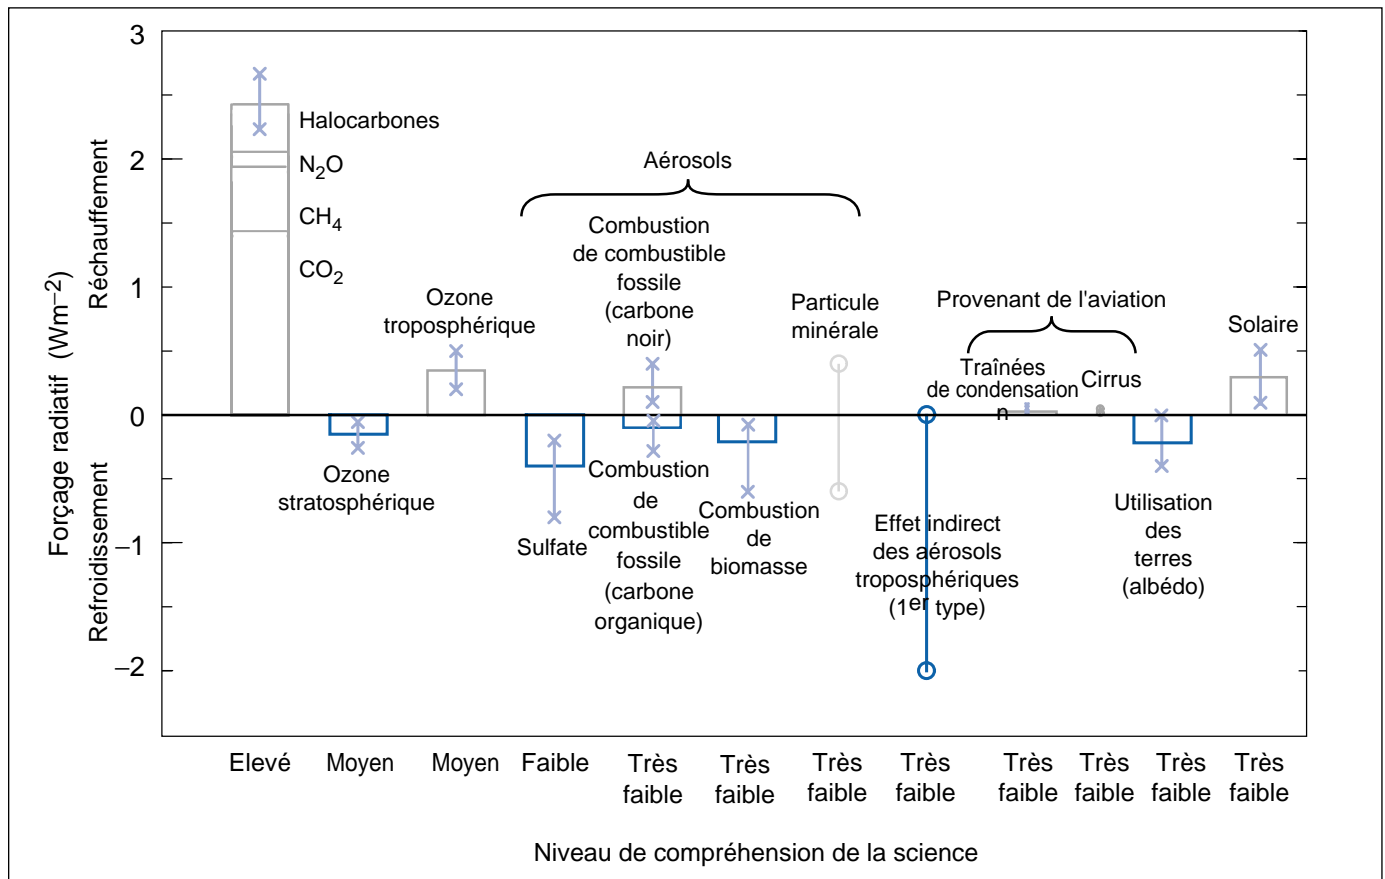 3
2
1
0
−1
−2
Forçage radiatif (Wm−2)
Réchauffement
Refroidissement
Halocarbones
N2O
CH4
CO2
Ozone
troposphérique
Ozone
stratosphérique
Aérosols
Sulfate
Combustion
de combustible
fossile
(carbone
noir)
Combustion
de
combustible
fossile
(carbone
organique)
Combustion
de
biomasse
Particule
minérale
Effet indirect
des aérosols
troposphériques
(1er type)
Provenant de l'aviation
Traînées
de condensation
n
Cirrus
Utilisation
des
terres
(albédo)
Solaire
Elevé
Moyen
Moyen
Faible
Très
faible
Très
faible
Très
faible
Très
faible
Très
faible
Très
faible
Très
faible
Très
faible
Niveau de compréhension de la science